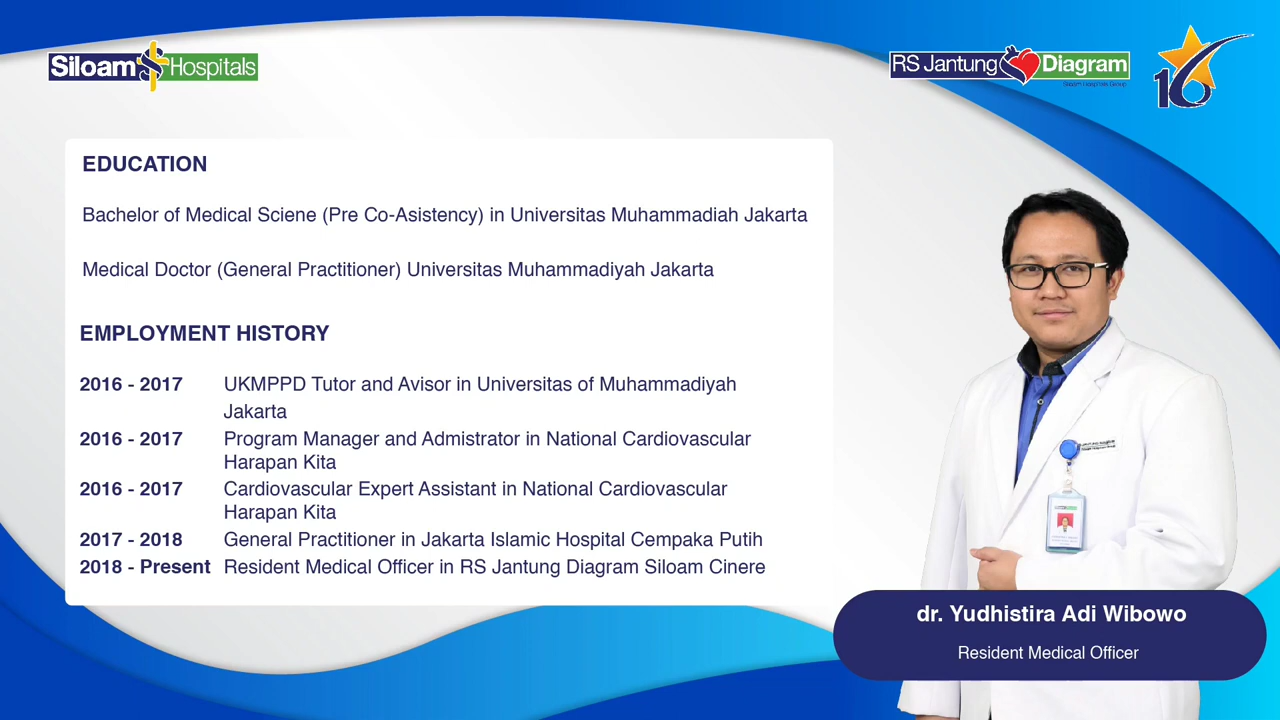 Siloam Hospitals
RS Jantung Diagram
Siloam Hospitals Group
16
EDUCATION
Bachelor of Medical Sciene (Pre Co-Asistency) in Universitas Muhammadiah Jakarta
Medical Doctor (General Practitioner) Universitas Muhammadiyah Jakarta
EMPLOYMENT HISTORY
2016 - 2017 UKMPPD Tutor and Avisor in Universitas of Muhammadiyah
Jakarta
2016 - 2017 Program Manager and Admistrator in National Cardiovascular
Harapan Kita
2016 - 2017 Cardiovascular Expert Assistant in National Cardiovascular
Harapan Kita
2017 - 2018 General Practitioner in Jakarta Islamic Hospital Cempaka Putih
2018 - Present Resident Medical Officer in RS Jantung Diagram Siloam Cinere
dr. Yudhistira Adi Wibowo
Resident Medical Officer